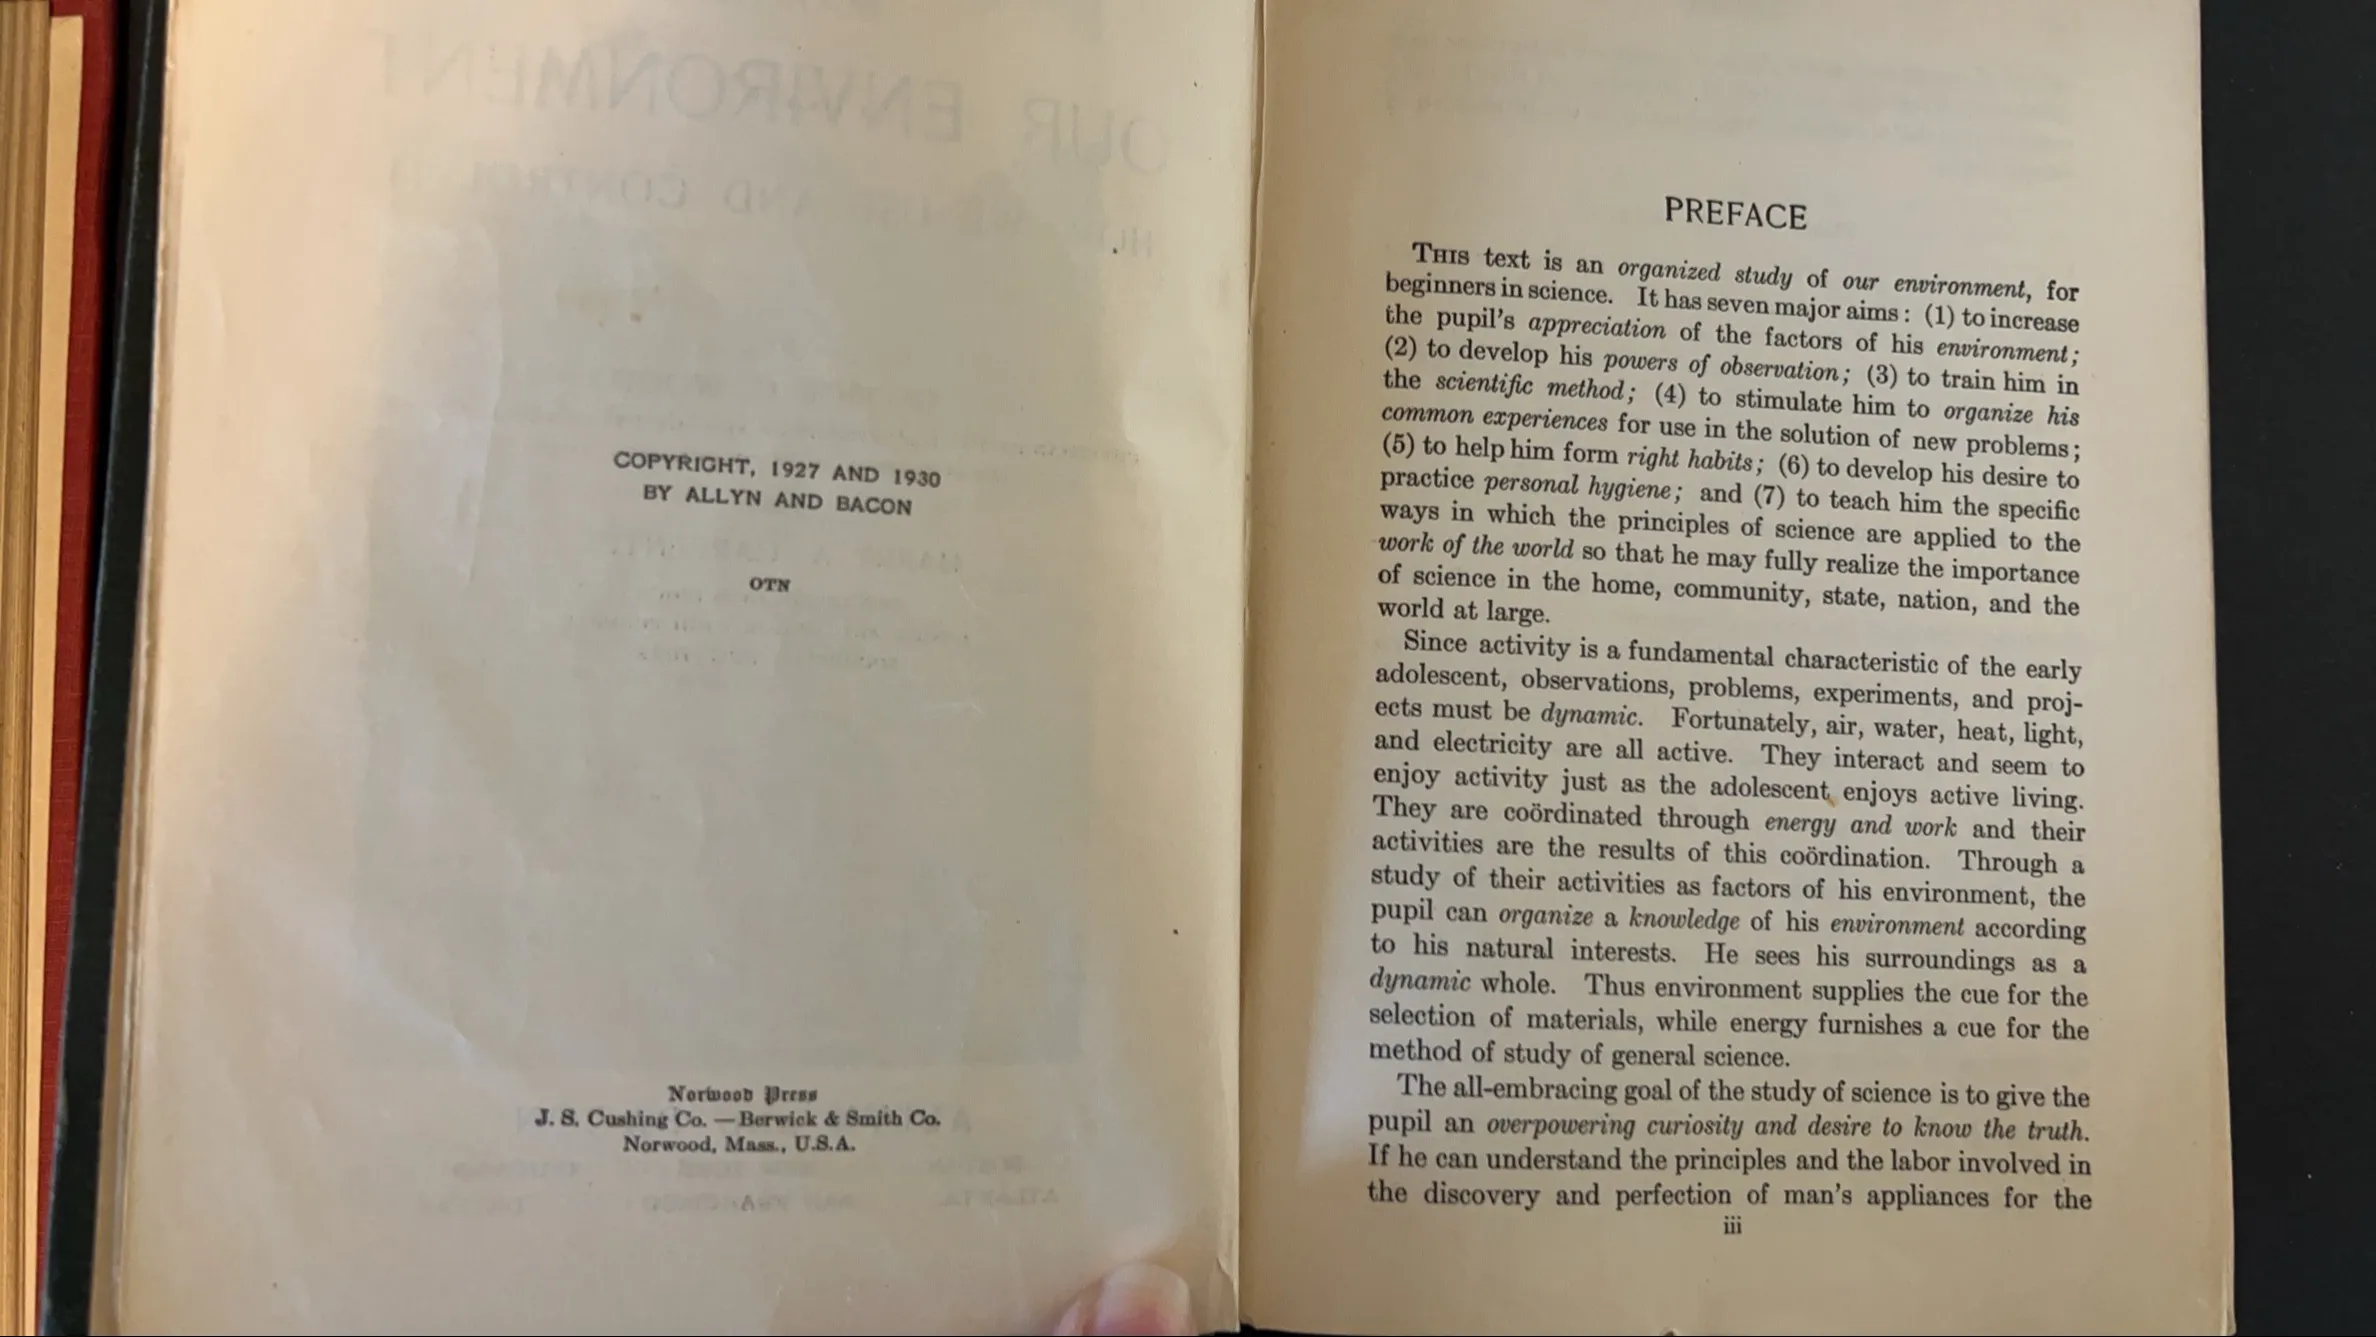 COPYRIGHT, 1927 AND 1930
BY ALLYN AND BACON
OTN
Norwood Press
J. S. Cushing Co. — Berwick & Smith Co.
Norwood, Mass., U.S.A.
PREFACE
THIS text is an organized study of our environment, for
beginners in science. It has seven major aims: (1) to increase
the pupil's appreciation of the factors of his environment;
(2) to develop his powers of observation; (3) to train him in
the scientific method; (4) to stimulate him to organize his
common experiences for use in the solution of new problems;
(5) to help him form right habits; (6) to develop his desire to
practice personal hygiene; and (7) to teach him the specific
ways in which the principles of science are applied to the
work of the world so that he may fully realize the importance
of science in the home, community, state, nation, and the
world at large.
Since activity is a fundamental characteristic of the early
adolescent, observations, problems, experiments, and proj-
ects must be dynamic. Fortunately, air, water, heat, light,
and electricity are all active. They interact and seem to
enjoy activity just as the adolescent enjoys active living.
They are coördinated through energy and work and their
activities are the results of this coördination. Through a
study of their activities as factors of his environment, the
pupil can organize a knowledge of his environment according
to his natural interests. He sees his surroundings as a
dynamic whole. Thus environment supplies the cue for the
selection of materials, while energy furnishes a cue for the
method of study of general science.
The all-embracing goal of the study of science is to give the
pupil an overpowering curiosity and desire to know the truth.
If he can understand the principles and the labor involved in
the discovery and perfection of man's appliances for the
iii